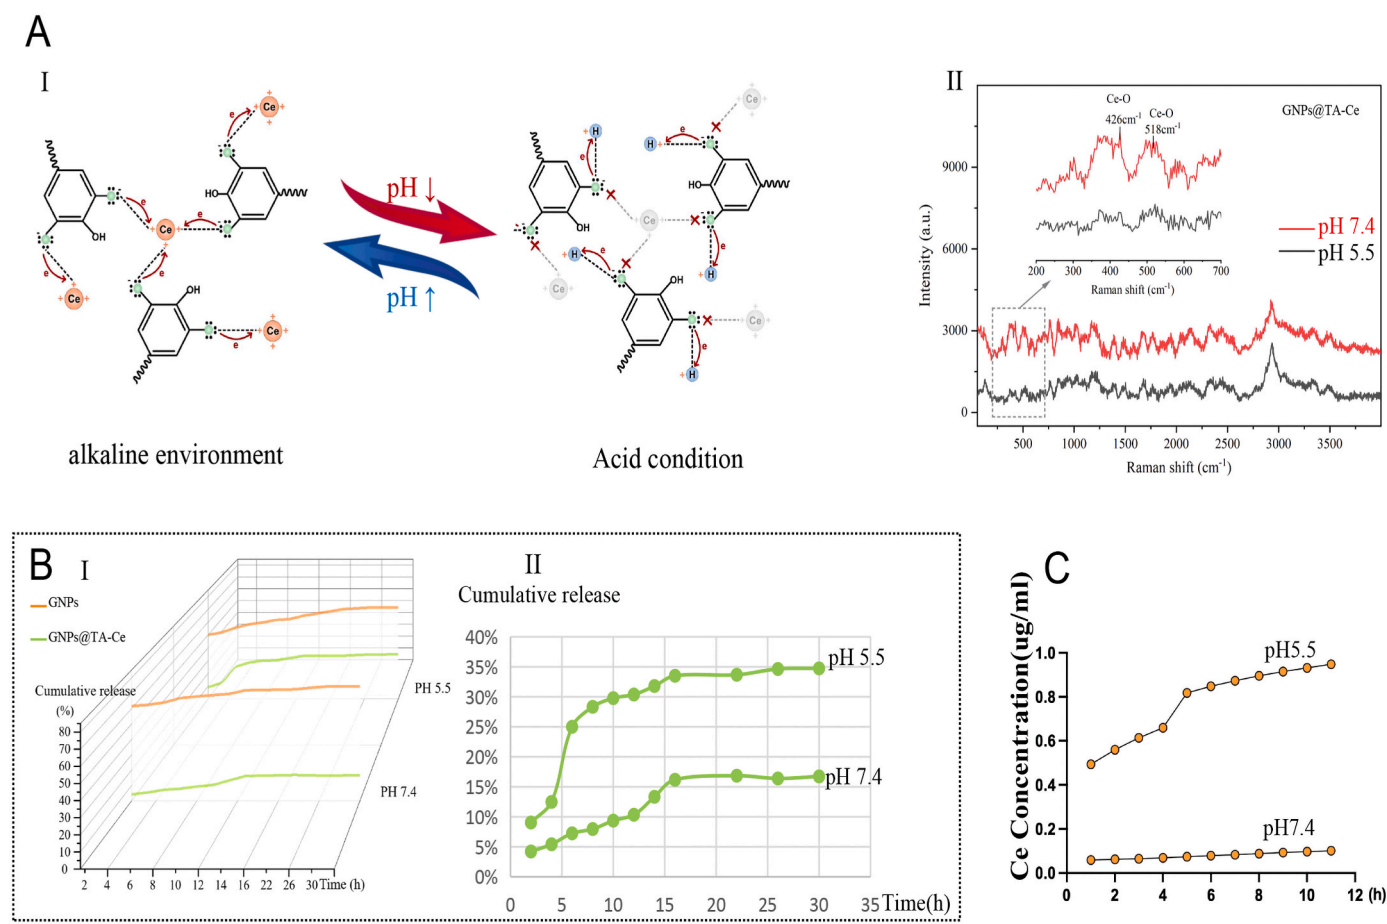 A
I
Ce
e
Ce
e
HO
e
e
Ce
OH
e
Ce
e
OH
e
Ce
alkaline environment
pH ↓
pH ↑
Ce
H
e
H
e
HO
OH
Ce
e
H
e
H
Ce
OH
Ce
e
H
Acid condition
II
GNPs@TA-Ce
Ce-O
426cm-1
Ce-O
518cm-1
pH 7.4
pH 5.5
200 300 400 500 600 700
Raman shift (cm-1)
Intensity (a.u.)
9000
6000
3000
0
500 1000 1500 2000 2500 3000 3500
Raman shift (cm-1)
B
I
GNPs
GNPs@TA-Ce
Cumulative release
(%)
80
70
60
50
40
30
20
10
0
2 4 6 8 10 12 14 16 22 26 30 Time (h)
PH 5.5
PH 7.4
II
Cumulative release
40%
35%
30%
25%
20%
15%
10%
5%
0%
pH 5.5
pH 7.4
0 5 10 15 20 25 30 35 Time(h)
C
Ce Concentration(ug/ml)
1.0
0.8
0.6
0.4
0.2
0.0
pH5.5
pH7.4
0 2 4 6 8 10 12 (h)